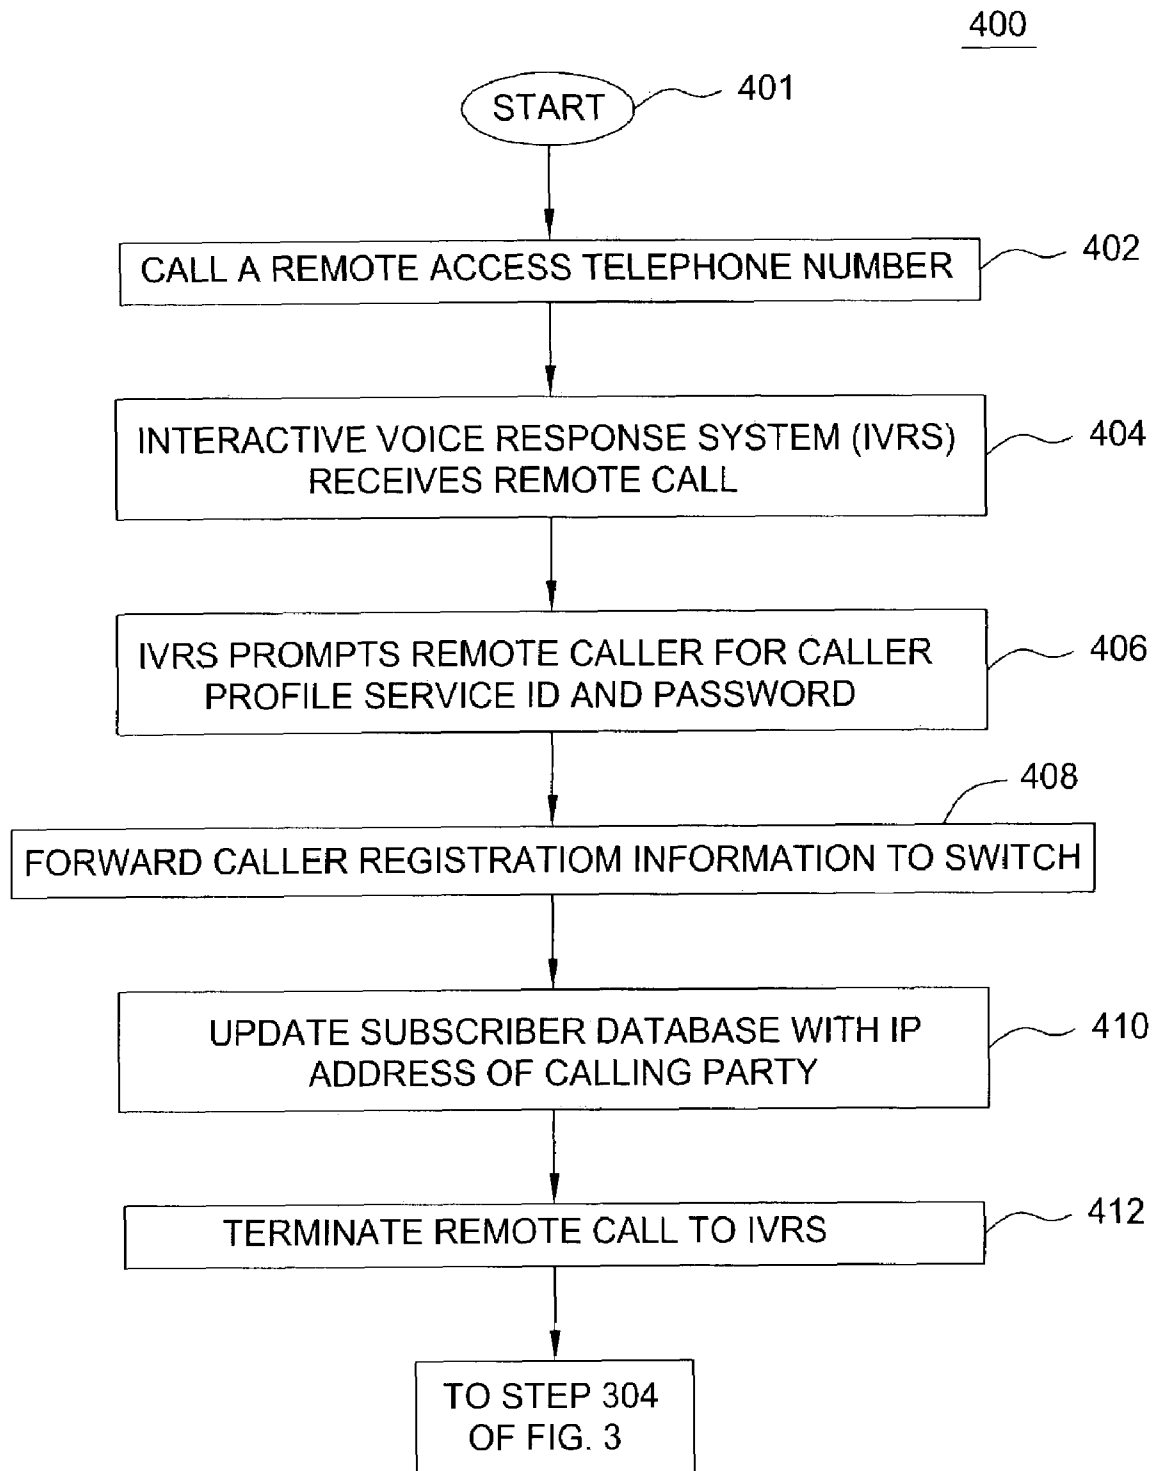 400
START
401
CALL A REMOTE ACCESS TELEPHONE NUMBER
402
INTERACTIVE VOICE RESPONSE SYSTEM (IVRS)
RECEIVES REMOTE CALL
404
IVRS PROMPTS REMOTE CALLER FOR CALLER
PROFILE SERVICE ID AND PASSWORD
406
408
FORWARD CALLER REGISTRATIOM INFORMATION TO SWITCH
UPDATE SUBSCRIBER DATABASE WITH IP
ADDRESS OF CALLING PARTY
410
TERMINATE REMOTE CALL TO IVRS
412
TO STEP 304
OF FIG. 3